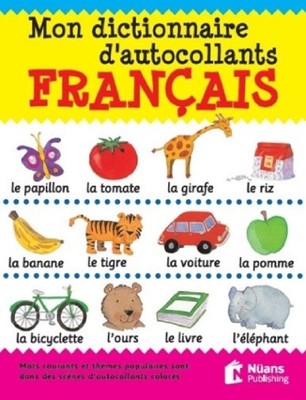 Mon dictionnaire
d'autocollants
FRANÇAIS
le papillon la tomate la girafe le riz
la banane le tigre la voiture la pomme
la bicyclette l'ours le livre l'éléphant
Mots courants et thèmes populaires sont
dans des scènes d'autocollants colorés
Nüans
Publishing